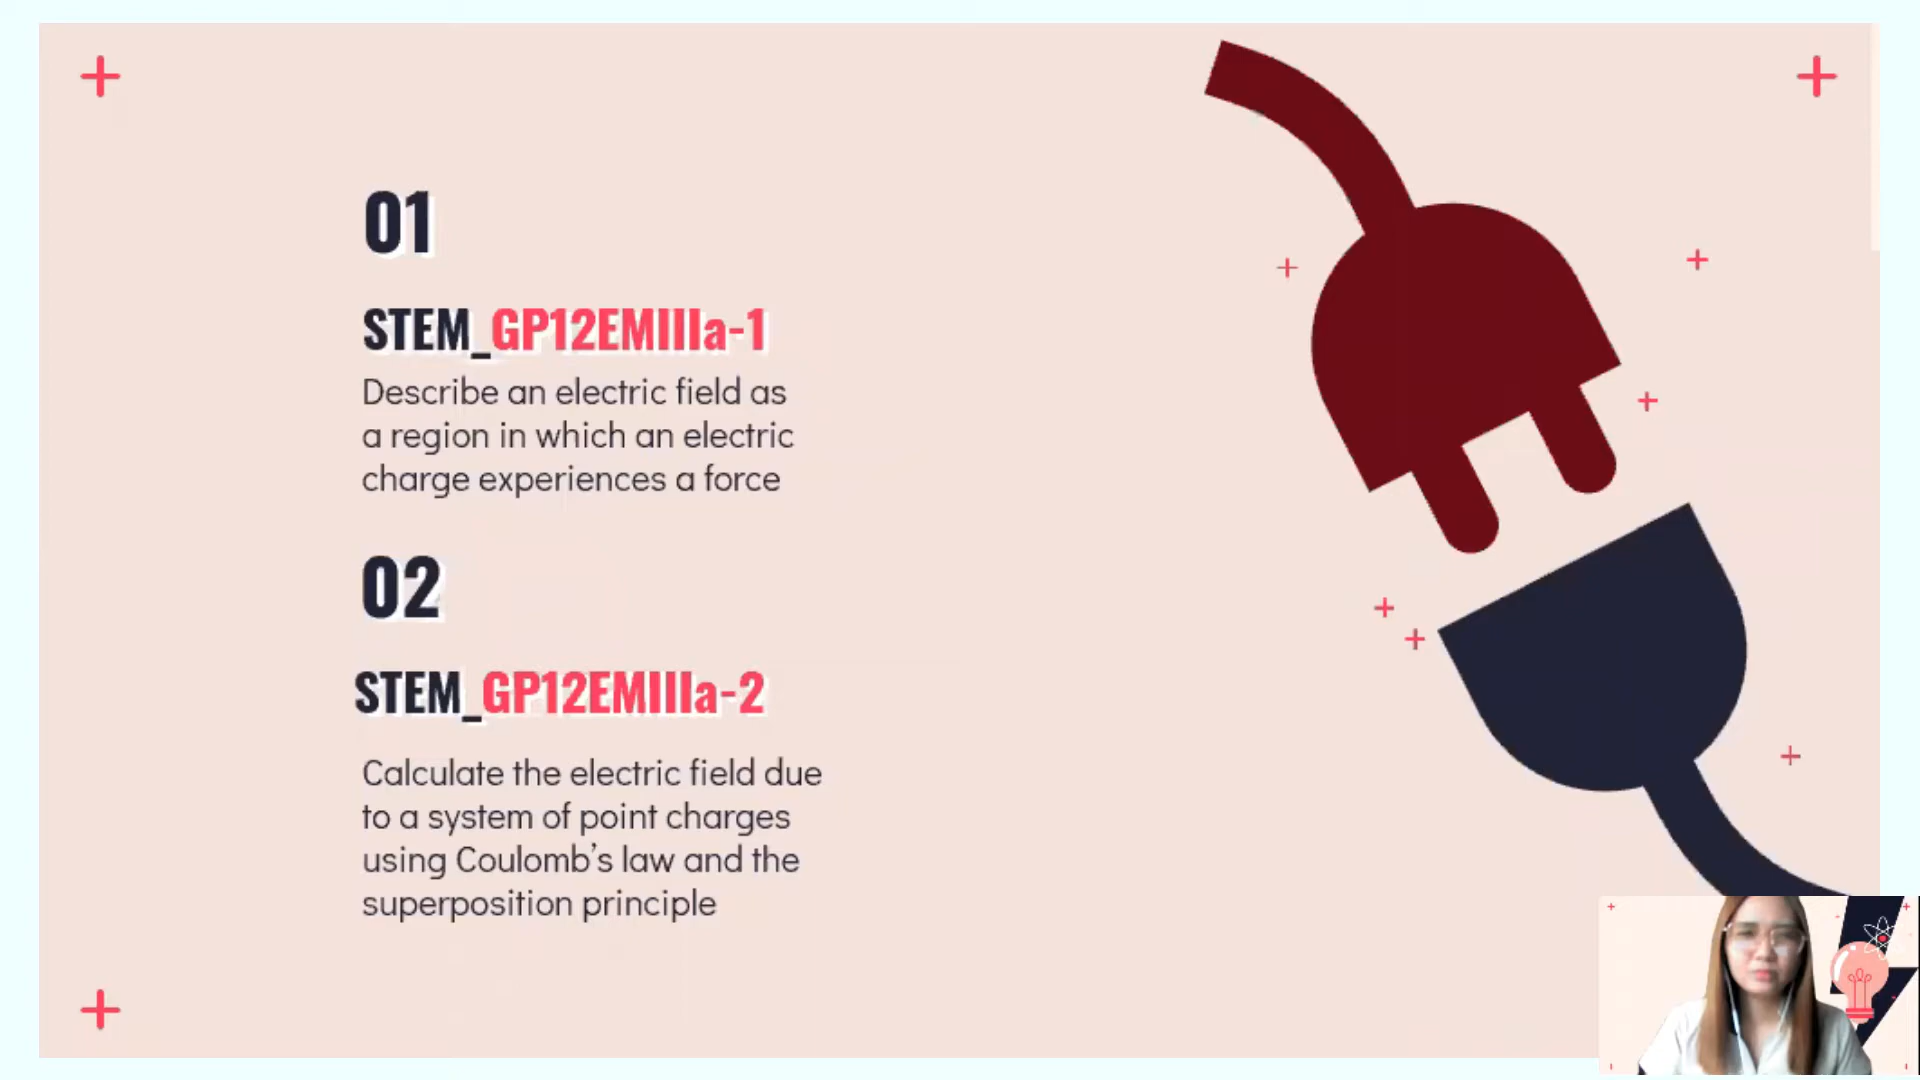 01
STEM_GP12EMIIIa-1
Describe an electric field as
a region in which an electric
charge experiences a force
02
STEM_GP12EMIIIa-2
Calculate the electric field due
to a system of point charges
using Coulomb's law and the
superposition principle